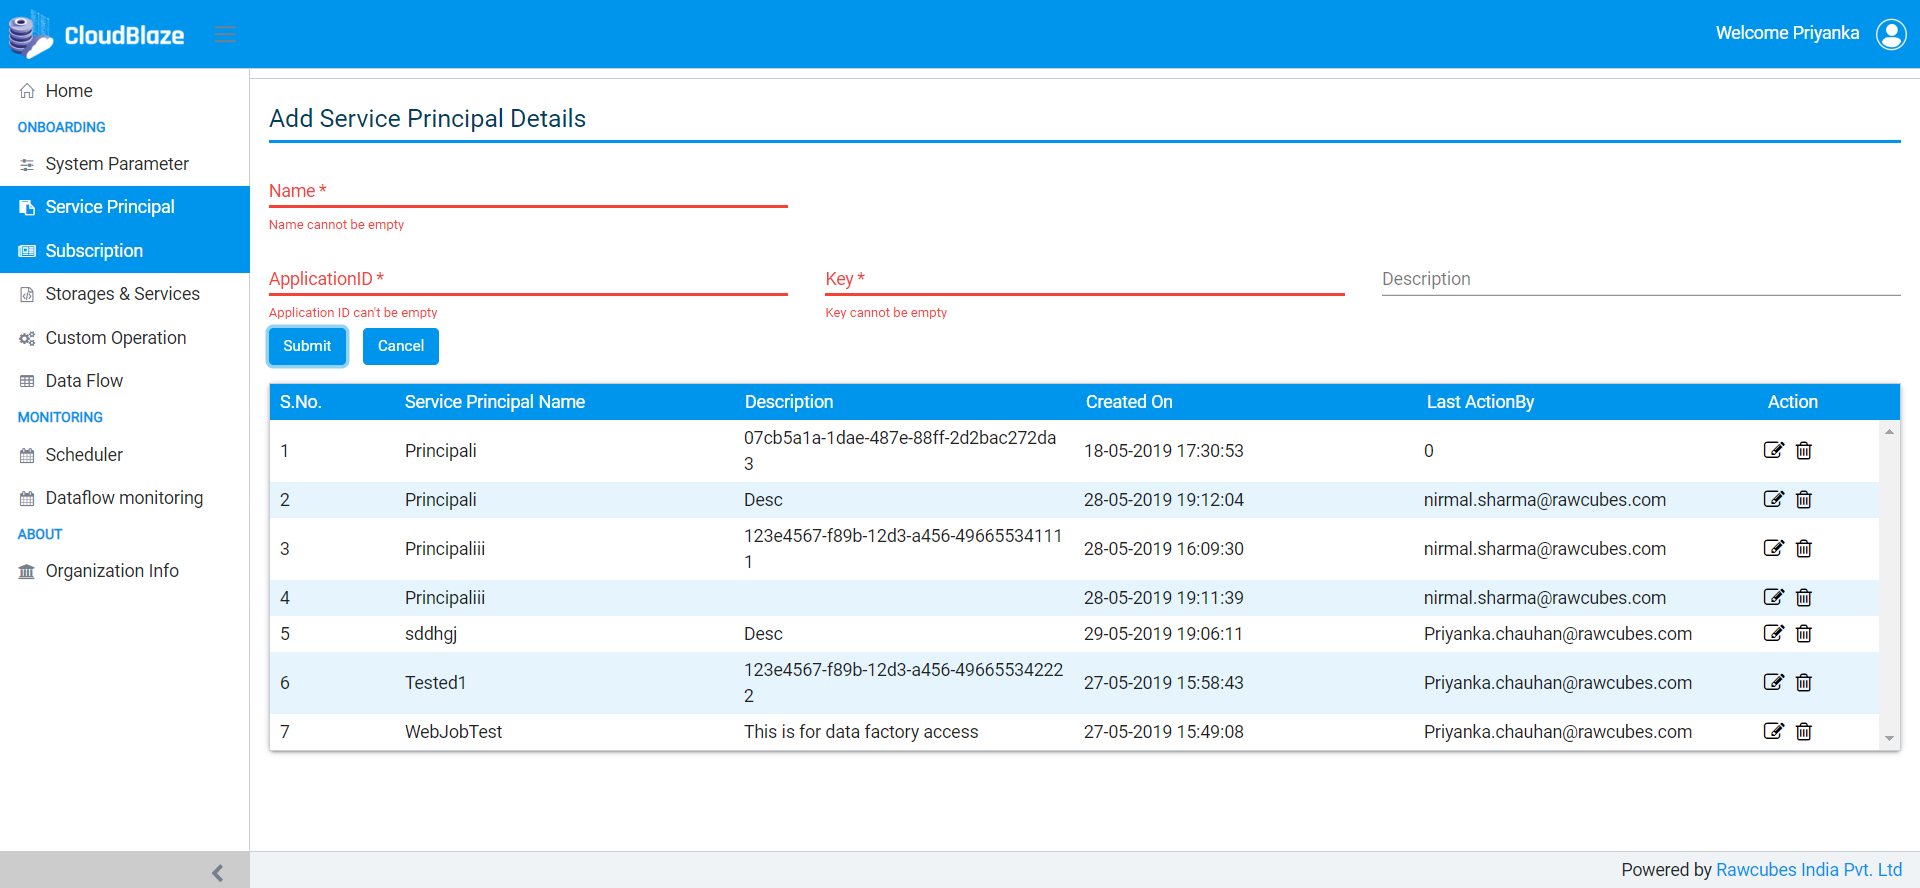 CloudBlaze
Welcome Priyanka
Home
ONBOARDING
System Parameter
Service Principal
Subscription
Storages & Services
Custom Operation
Data Flow
MONITORING
Scheduler
Dataflow monitoring
ABOUT
Organization Info
Add Service Principal Details
Name *
Name cannot be empty
ApplicationID * Key * Description
Application ID can't be empty Key cannot be empty
Submit Cancel
S.No. Service Principal Name Description Created On Last ActionBy Action
1 Principali 07cb5a1a-1dae-487e-88ff-2d2bac272da 18-05-2019 17:30:53 0
3
2 Principali Desc 28-05-2019 19:12:04 nirmal.sharma@rawcubes.com
3 Principaliii 123e4567-f89b-12d3-a456-49665534111 28-05-2019 16:09:30 nirmal.sharma@rawcubes.com
1
4 Principaliii 28-05-2019 19:11:39 nirmal.sharma@rawcubes.com
5 sddhgj Desc 29-05-2019 19:06:11 Priyanka.chauhan@rawcubes.com
6 Tested1 123e4567-f89b-12d3-a456-49665534222 27-05-2019 15:58:43 Priyanka.chauhan@rawcubes.com
2
7 WebJobTest This is for data factory access 27-05-2019 15:49:08 Priyanka.chauhan@rawcubes.com
Powered by Rawcubes India Pvt. Ltd